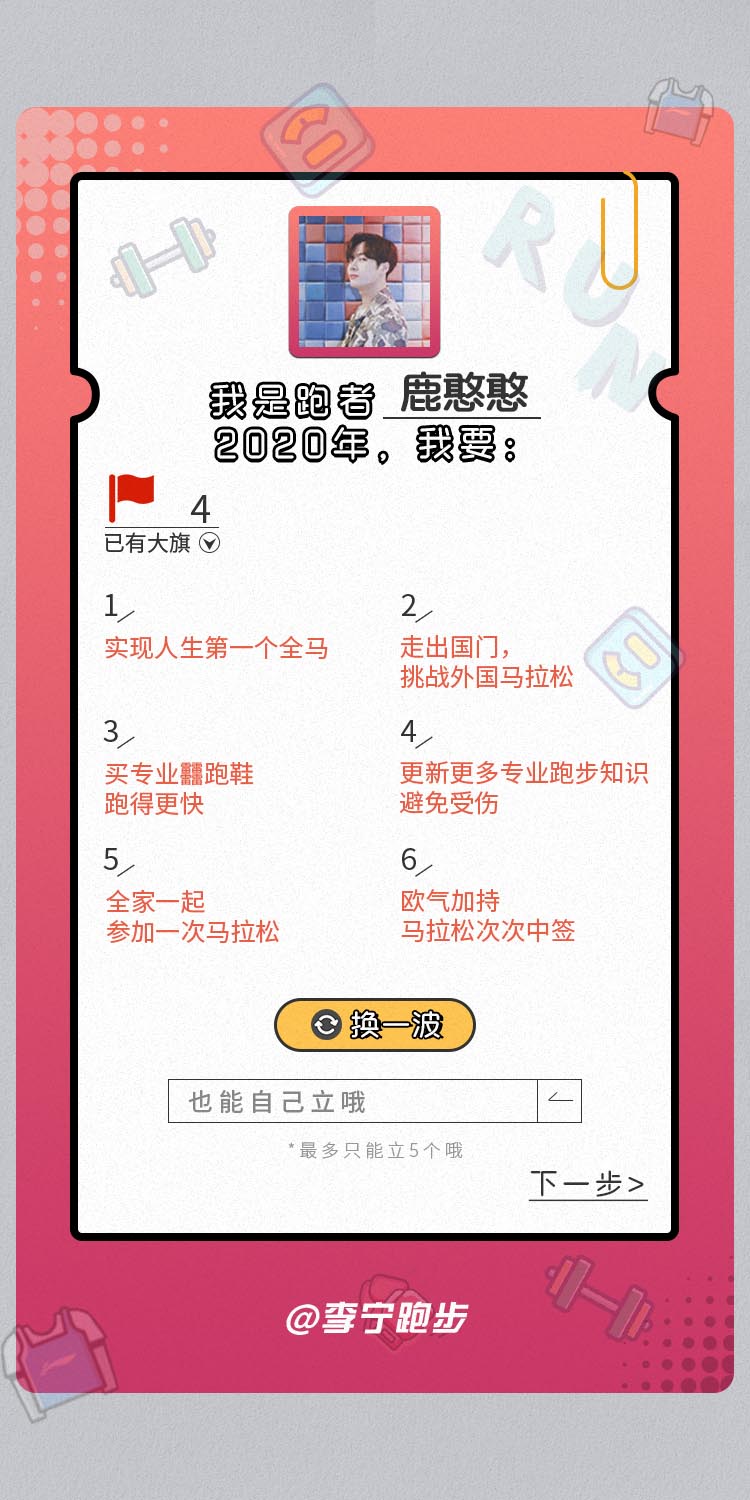 RUN
我是跑者 鹿憨憨
2020年，我要：
4
已有大旗
1
实现人生第一个全马
2
走出国门，
挑战外国马拉松
3
买专业䨻跑鞋
跑得更快
4
更新更多专业跑步知识
避免受伤
5
全家一起
参加一次马拉松
6
欧气加持
马拉松次次中签
换一波
也能自己立哦
*最多只能立5个哦
下一步>
@李宁跑步